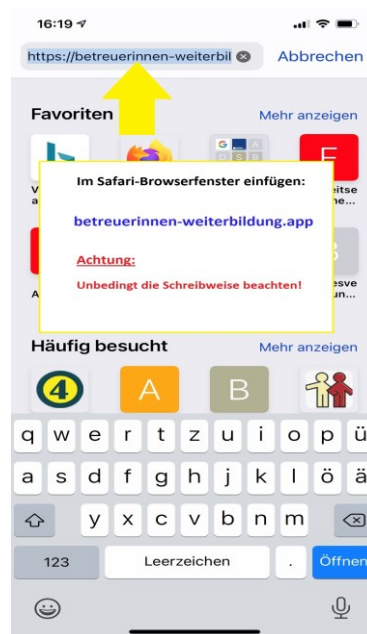 16:19
https://betreuerinnen-weiterbil
Abbrechen
Favoriten
Mehr anzeigen
Im Safari-Browserfenster einfügen:
betreuerinnen-weiterbildung.app
Achtung:
Unbedingt die Schreibweise beachten!
Häufig besucht
Mehr anzeigen
4 A B
q w e r t z u i o p ü
a s d f g h j k l ö ä
y x c v b n m
123 Leerzeichen . Öffnen